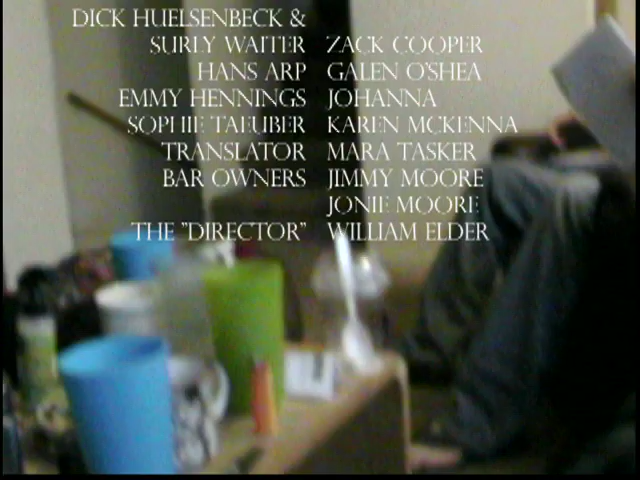 DICK HUELSENBECK &
SURLY WAITER ZACK COOPER
HANS ARP GALEN O'SHEA
EMMY HENNINGS JOHANNA
SOPHIE TAEUBER KAREN MCKENNA
TRANSLATOR MARA TASKER
BAR OWNERS JIMMY MOORE
JONIE MOORE
THE "DIRECTOR" WILLIAM ELDER